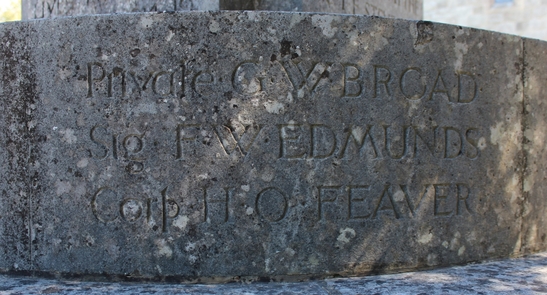 Private G·W·BROAD
Sig F·W·EDMUNDS
Corp H·O·FEAVER